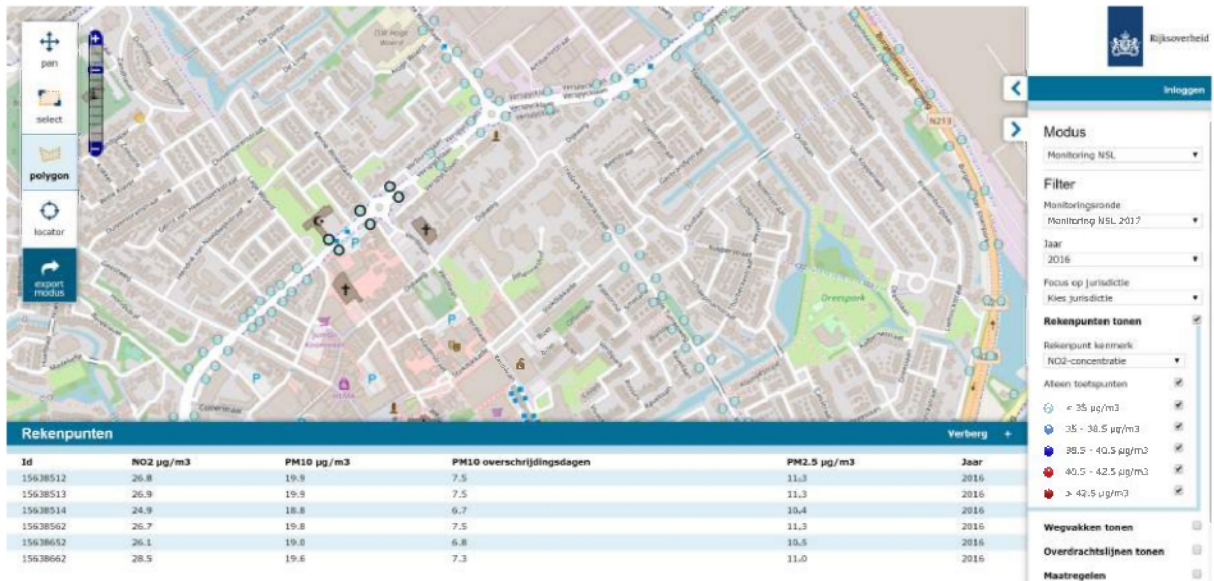 pan
select
polygon
locator
export
modus
ISW Hoge
Woerd
Verspycklaan
Verspycklaan
Dijkweg
N213
Dreespark
P
P
P
P
P
HEMA
Rijksoverheid
Inloggen
Modus
Monitoring NSL
Filter
Monitoringsronde
Monitoring NSL 2017
Jaar
2016
Focus op jurisdictie
Kies jurisdictie
Rekenpunten tonen
Rekenpunt kenmerk
NO2-concentratie
Alleen toetspunten
< 35 µg/m3
35 - 38.5 µg/m3
38.5 - 40.5 µg/m3
40.5 - 42.5 µg/m3
> 42.5 µg/m3
Wegvakken tonen
Overdrachtslijnen tonen
Maatregelen
Rekenpunten Verberg +
Id NO2 µg/m3 PM10 µg/m3 PM10 overschrijdingsdagen PM2.5 µg/m3 Jaar
15638512 26.8 19.9 7.5 11.3 2016
15638513 26.9 19.9 7.5 11.3 2016
15638514 24.9 18.8 6.7 10.4 2016
15638562 26.7 19.8 7.5 11.3 2016
15638652 26.1 19.0 6.8 10.5 2016
15638662 28.5 19.6 7.3 11.0 2016